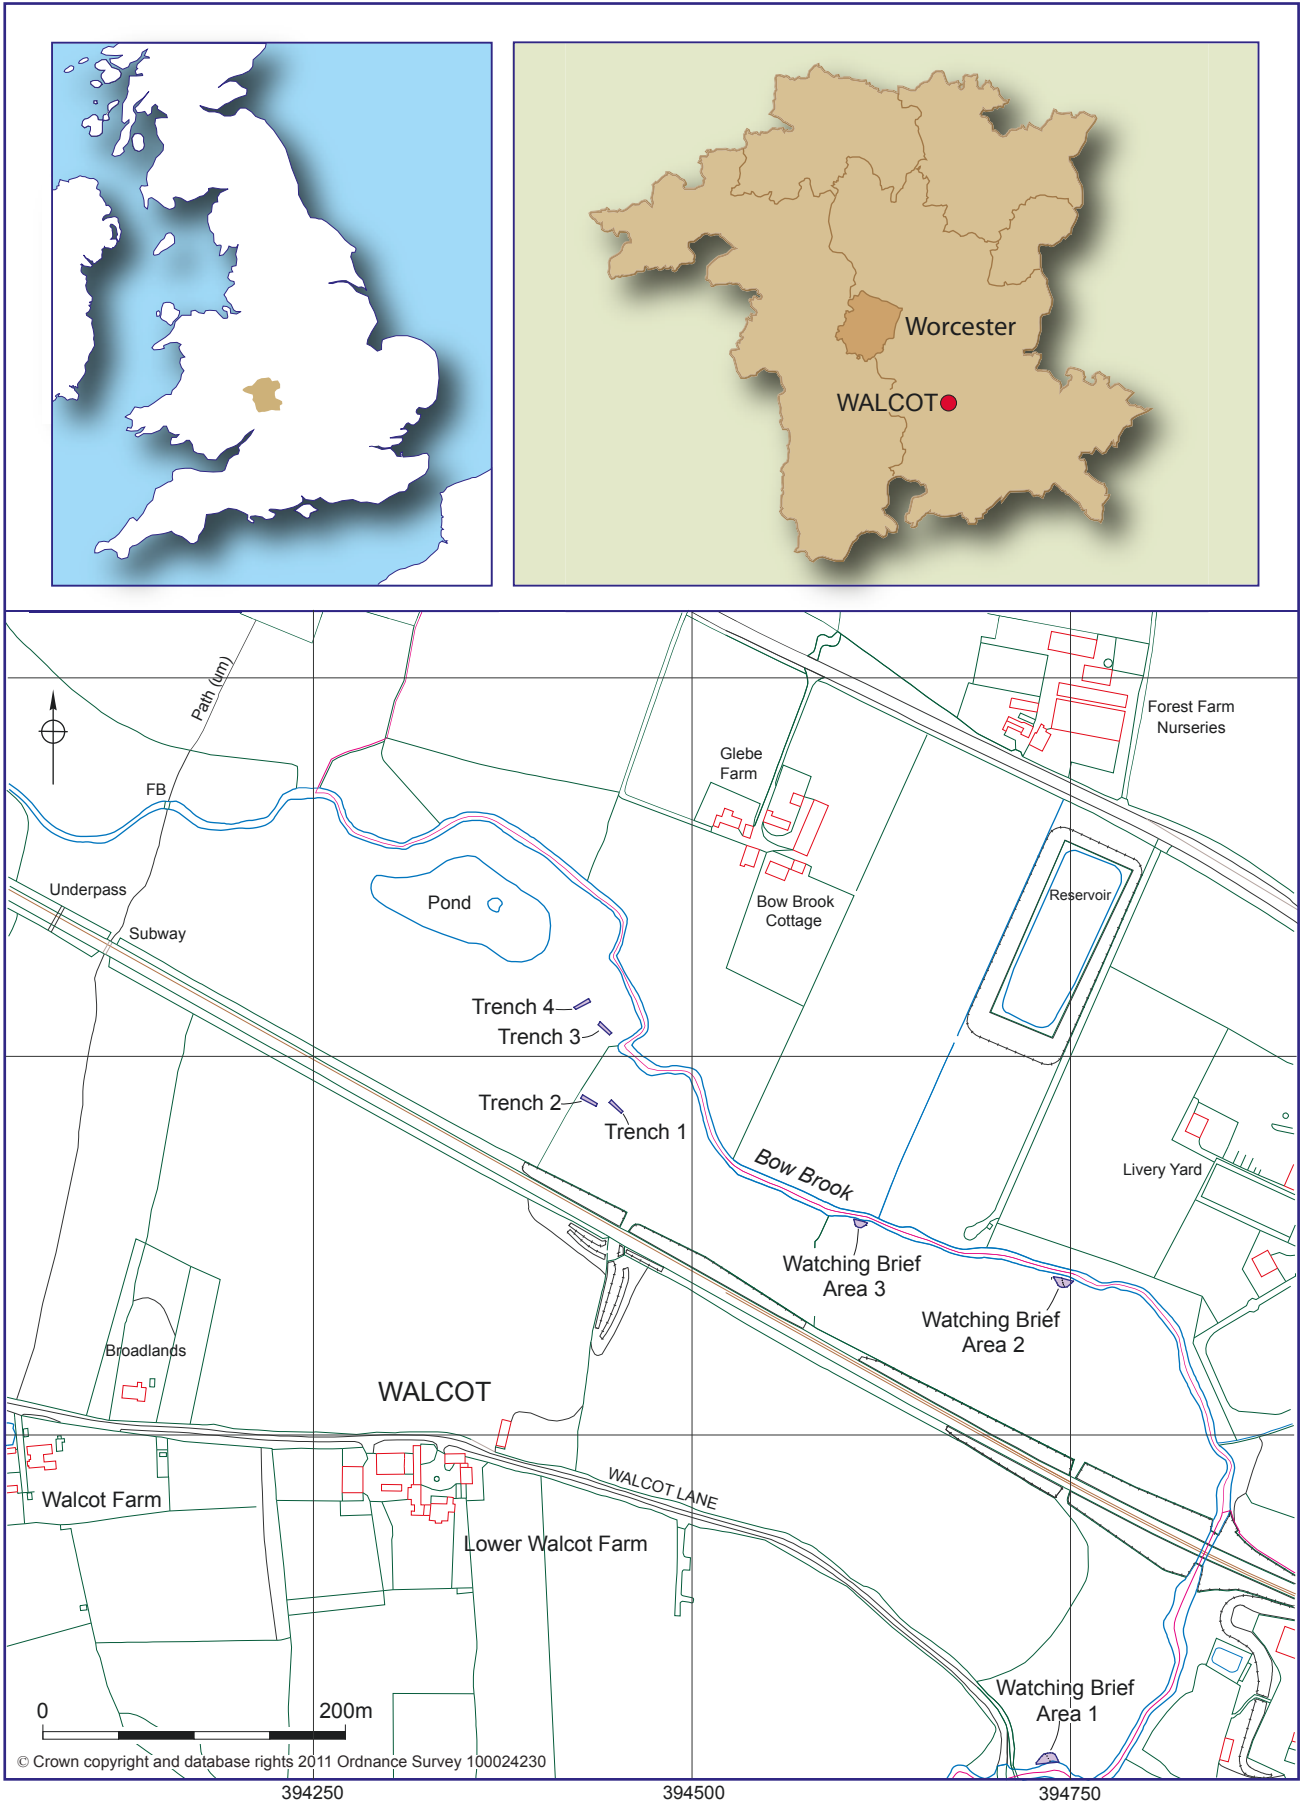 Worcester
WALCOT
Path (um)
Forest Farm
Nurseries
Glebe
Farm
FB
Underpass
Pond
Bow Brook
Cottage
Reservoir
Subway
Trench 4
Trench 3
Trench 2
Trench 1
Bow Brook
Livery Yard
Watching Brief
Area 3
Watching Brief
Area 2
Broadlands
WALCOT
WALCOT LANE
Walcot Farm
Lower Walcot Farm
Watching Brief
Area 1
0 200m
© Crown copyright and database rights 2011 Ordnance Survey 100024230
394250 394500 394750